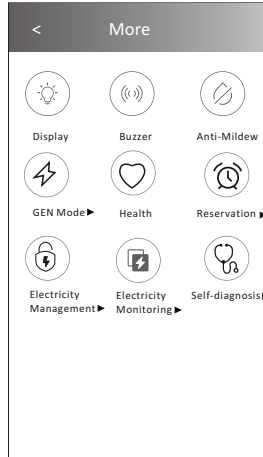 < More
Display Buzzer Anti-Mildew
GEN Mode▶ Health Reservation▶
Electricity Electricity Self-diagnosis▶
Management▶ Monitoring▶